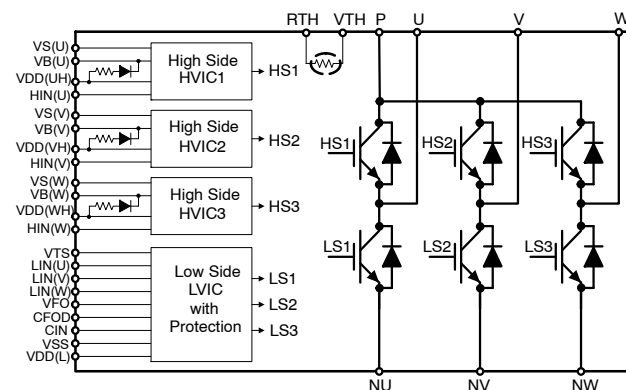 RTH VTH P U V W
VS(U)
VB(U)
VDD(UH)
HIN(U)
High Side
HVIC1
HS1
VS(V)
VB(V)
VDD(VH)
HIN(V)
High Side
HVIC2
HS2
VS(W)
VB(W)
VDD(WH)
HIN(W)
High Side
HVIC3
HS3
VTS
LIN(U)
LIN(V)
LIN(W)
VFO
CFOD
CIN
VSS
VDD(L)
Low Side
LVIC
with
Protection
LS1
LS2
LS3
HS1 HS2 HS3
LS1 LS2 LS3
NU NV NW